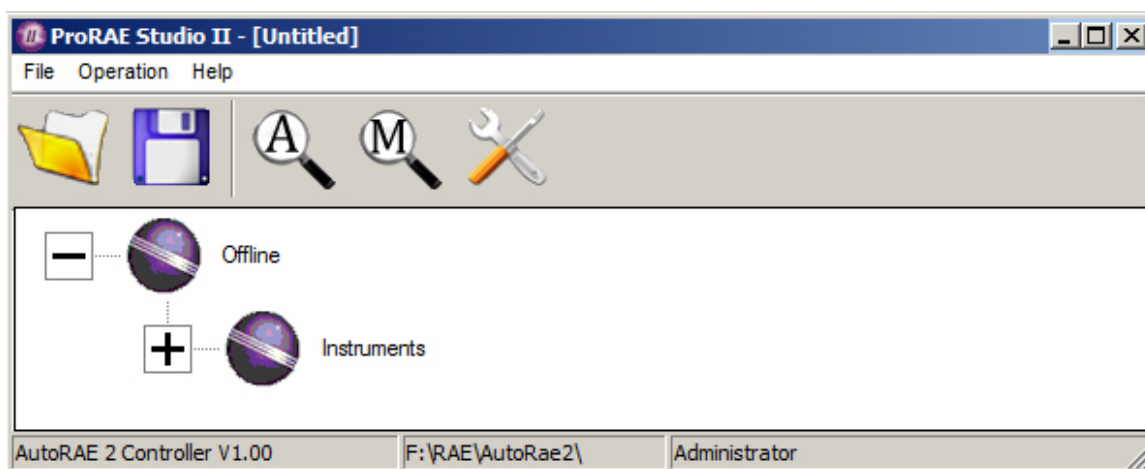 ProRAE Studio II - [Untitled]
File Operation Help
A M
Offline
Instruments
AutoRAE 2 Controller V1.00 F:\RAE\AutoRae2\ Administrator